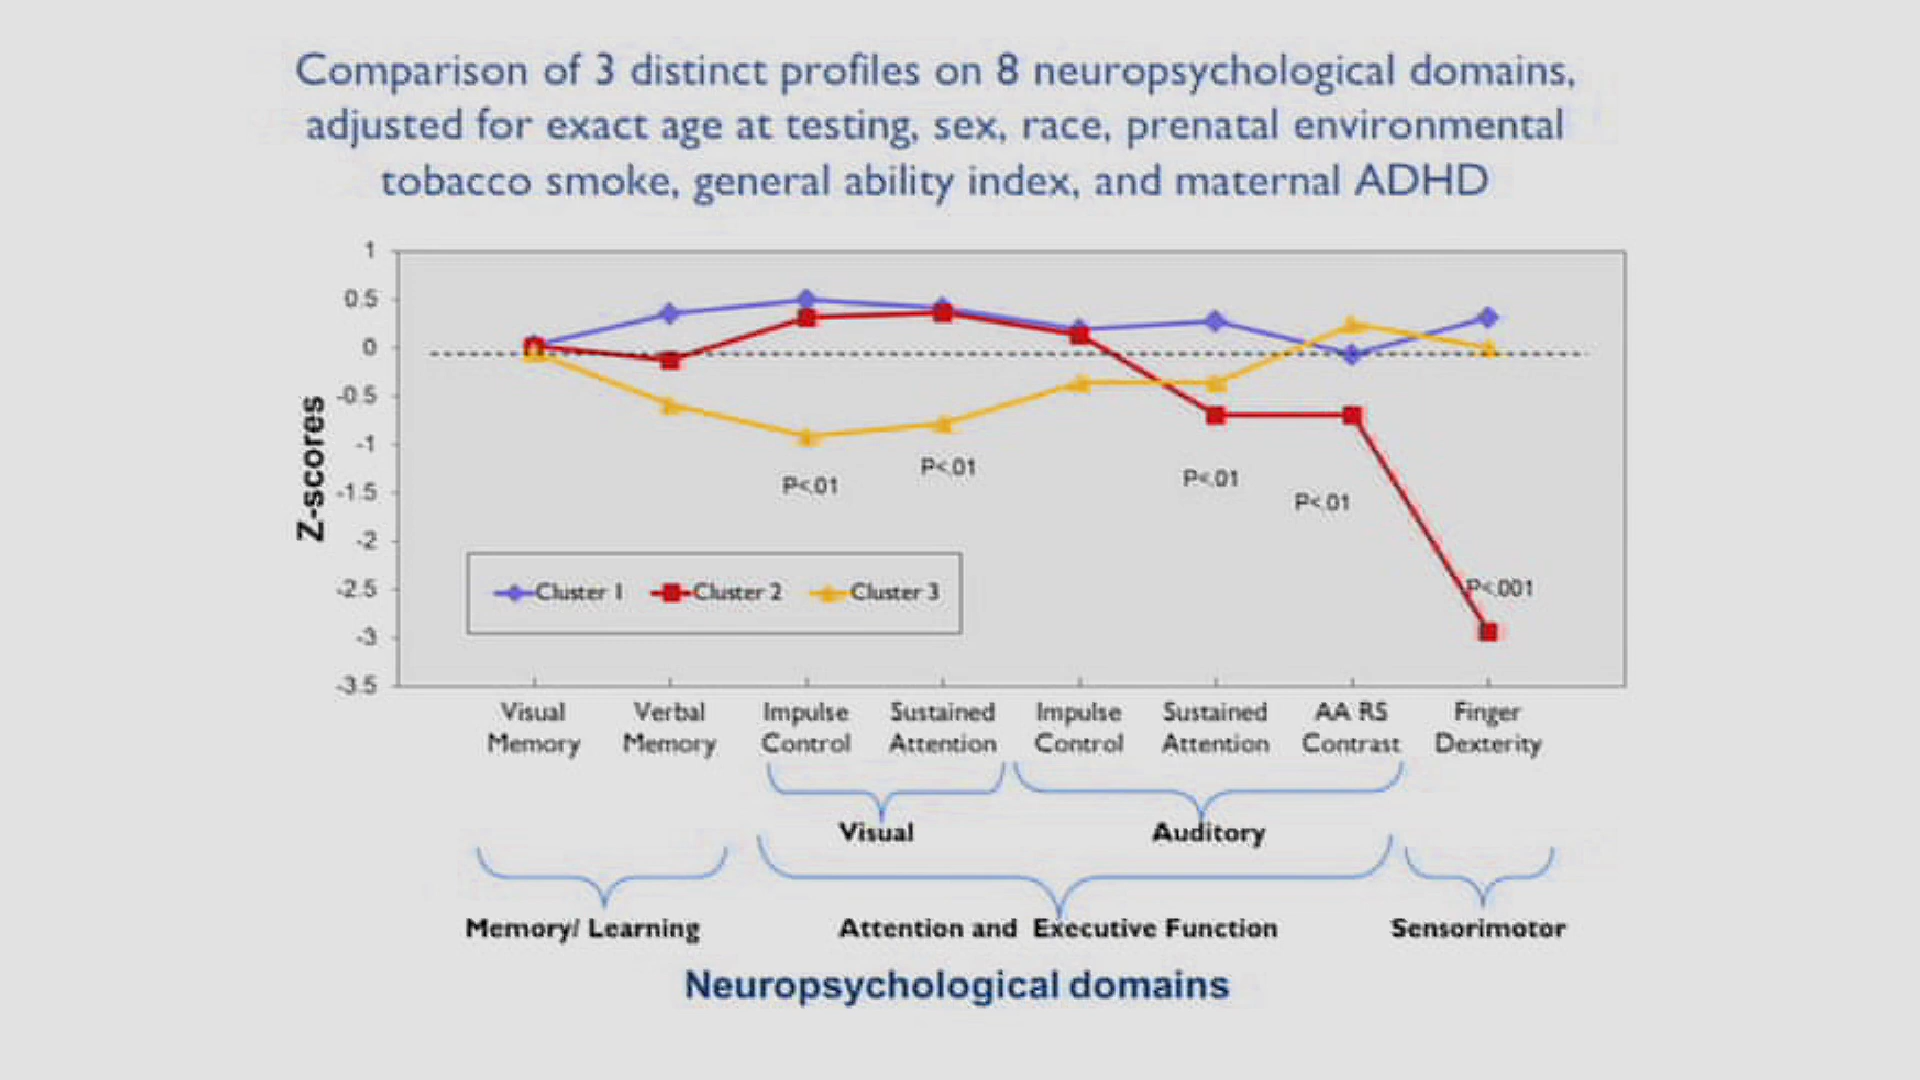 Comparison of 3 distinct profiles on 8 neuropsychological domains,
adjusted for exact age at testing, sex, race, prenatal environmental
tobacco smoke, general ability index, and maternal ADHD
1
0.5
0
-0.5
-1
-1.5
-2
-2.5
-3
-3.5
Z-scores
P<.01
P<.01
P<.01
P<.01
P<.001
Cluster 1 Cluster 2 Cluster 3
Visual Memory
Verbal Memory
Impulse Control
Sustained Attention
Impulse Control
Sustained Attention
AA RS Contrast
Finger Dexterity
Visual
Auditory
Memory/ Learning
Attention and Executive Function
Sensorimotor
Neuropsychological domains